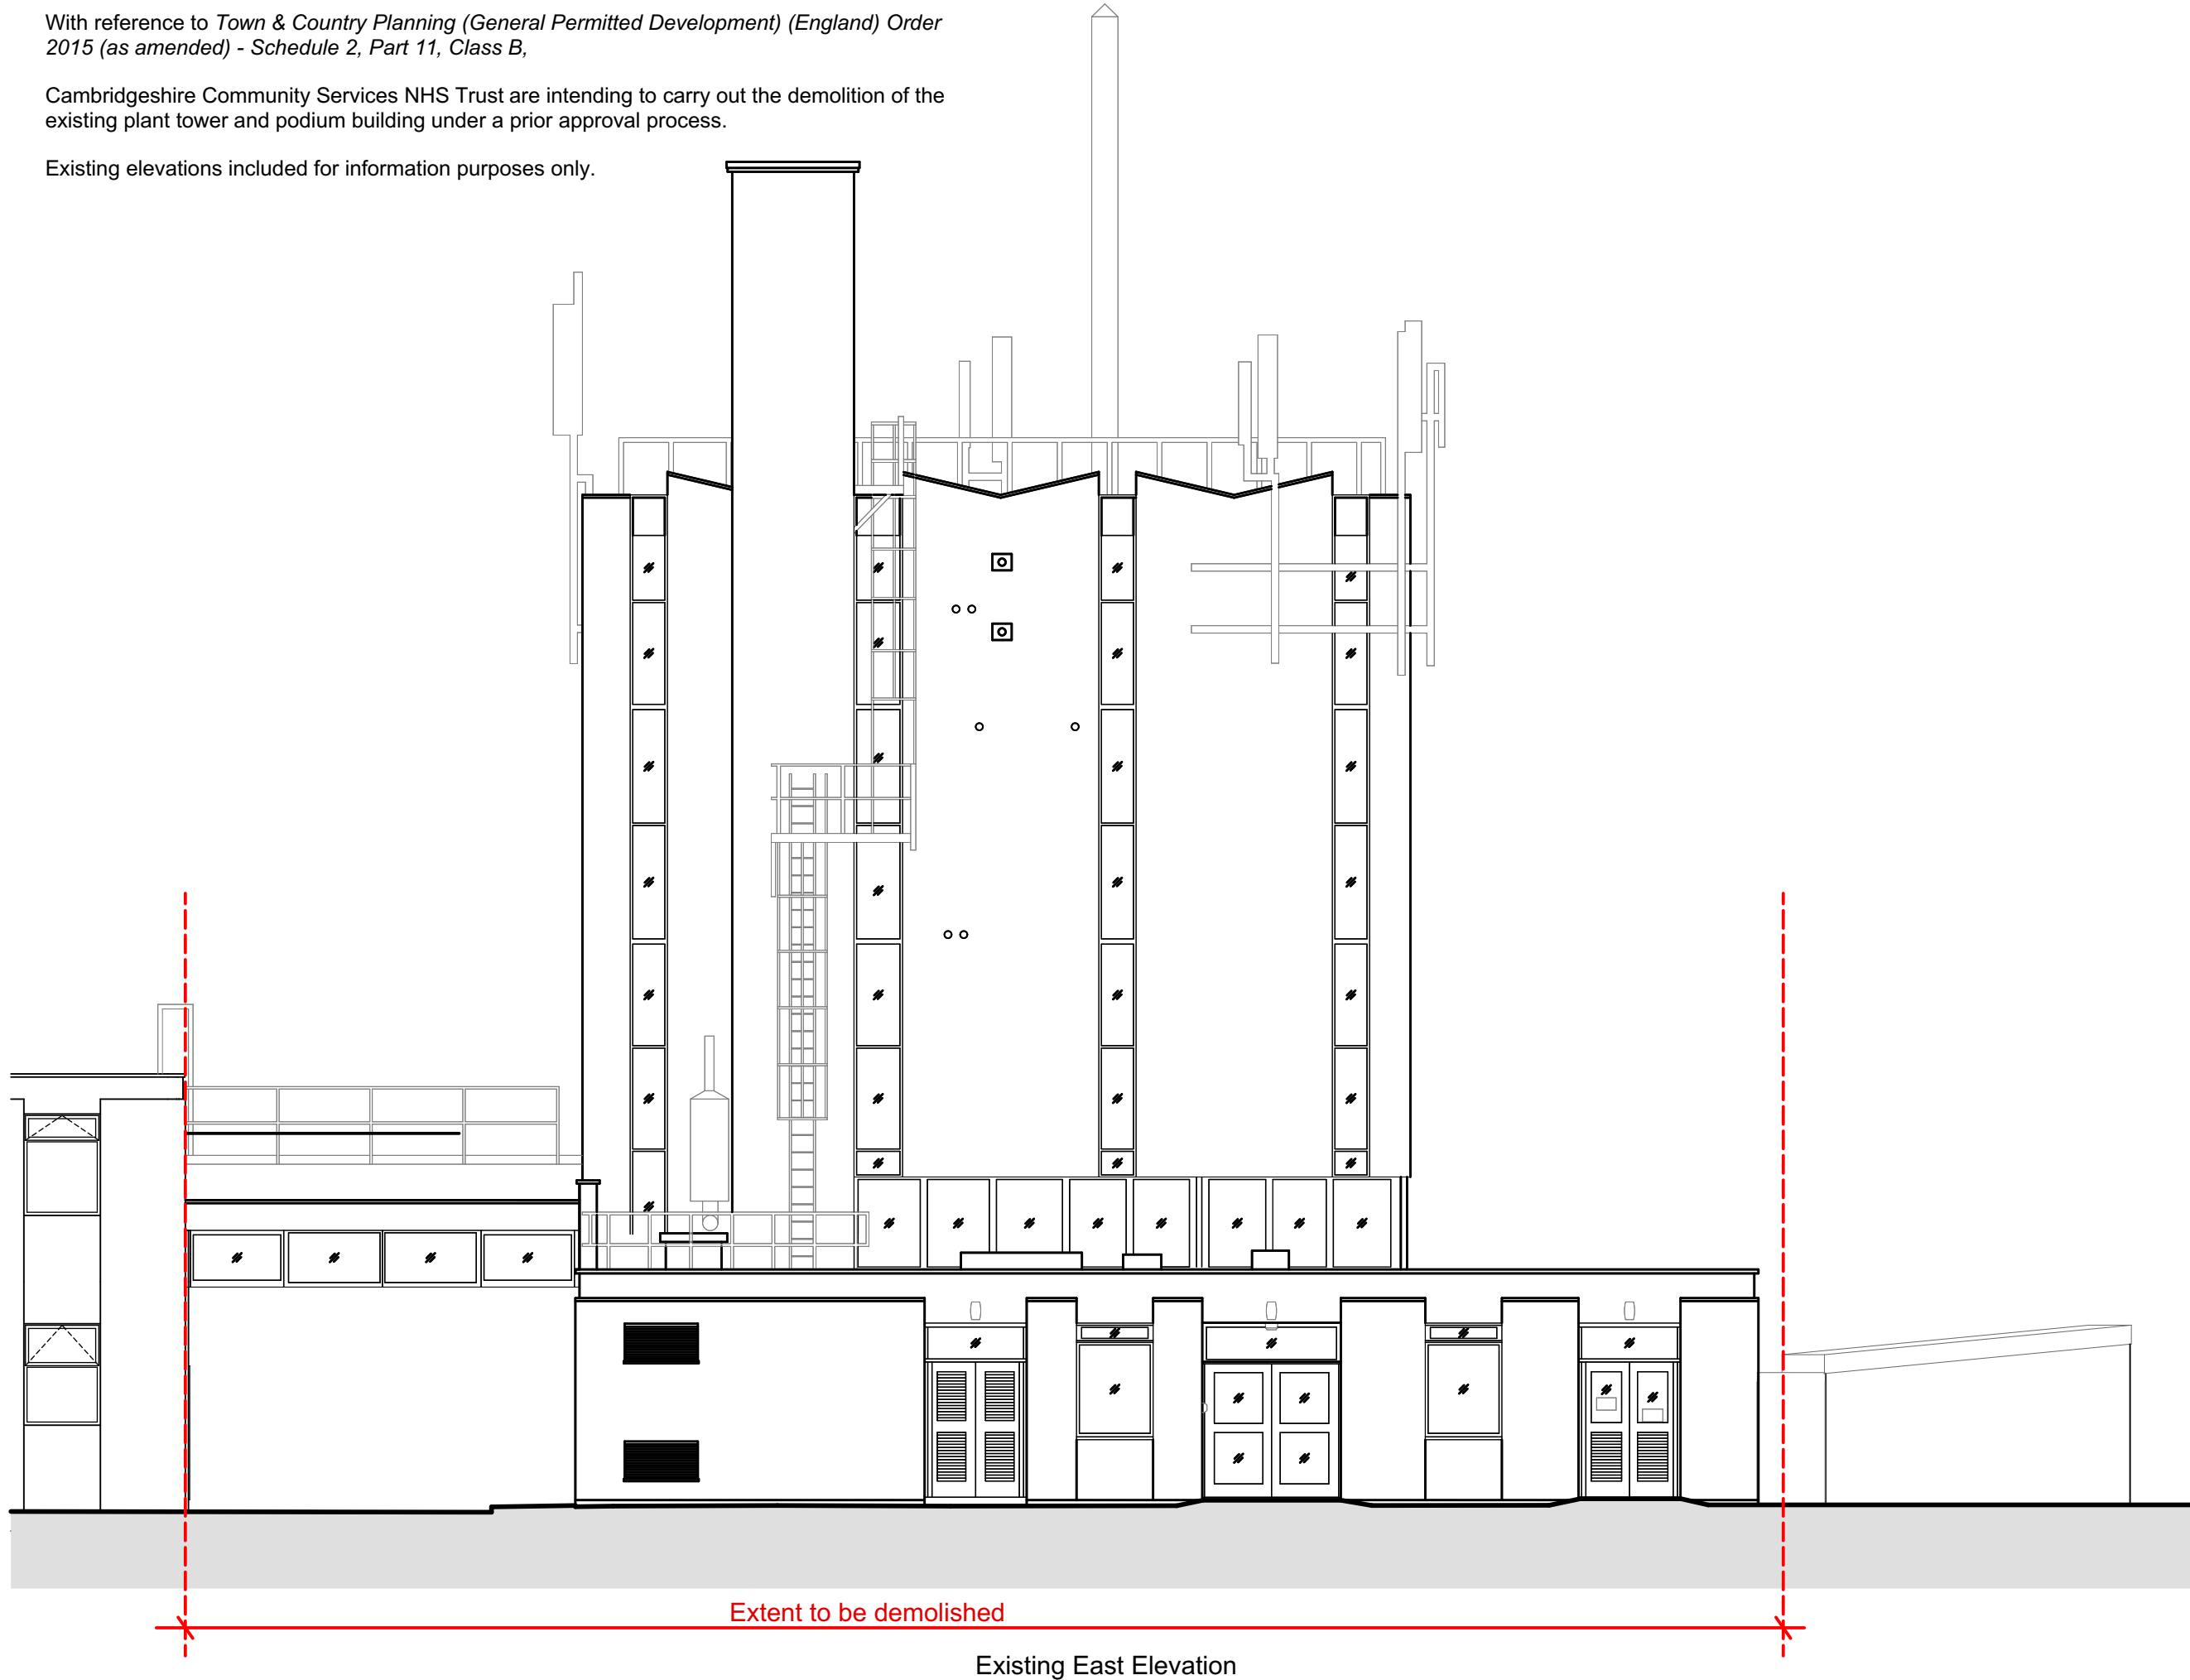 With reference to Town & Country Planning (General Permitted Development) (England) Order
2015 (as amended) - Schedule 2, Part 11, Class B,
Cambridgeshire Community Services NHS Trust are intending to carry out the demolition of the
existing plant tower and podium building under a prior approval process.
Existing elevations included for information purposes only.
Extent to be demolished
Existing East Elevation